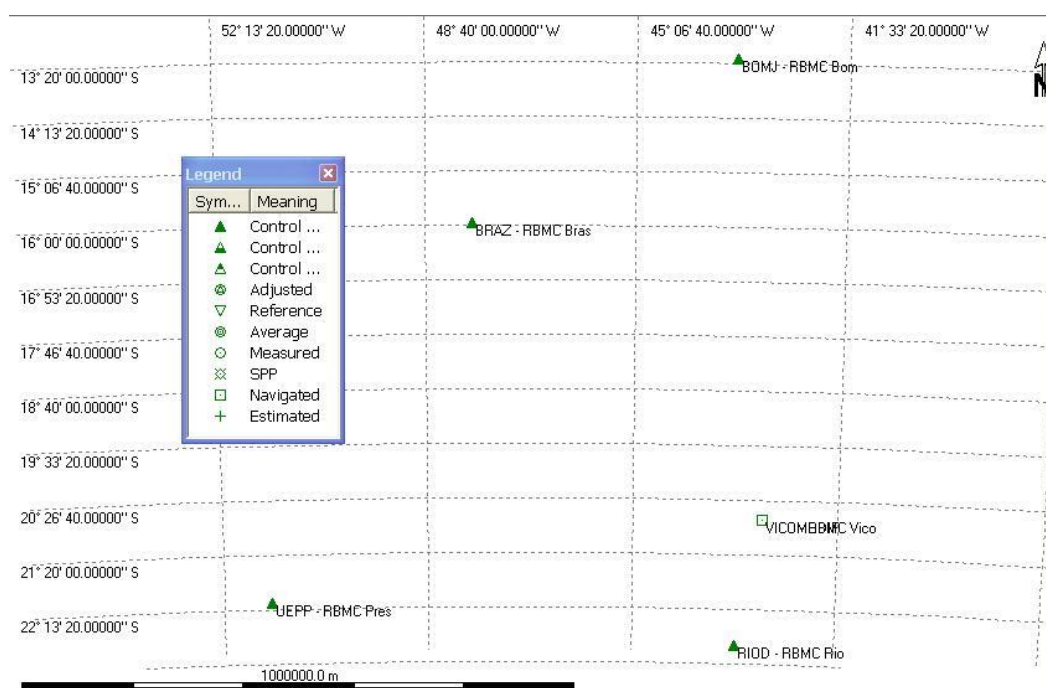 52° 13' 20.00000" W
48° 40' 00.00000" W
45° 06' 40.00000" W
41° 33' 20.00000" W
N
13° 20' 00.00000" S
BOMJ - RBMC Bom
14° 13' 20.00000" S
15° 06' 40.00000" S
Legend
Sym... Meaning
Control ...
Control ...
Control ...
Adjusted
Reference
Average
Measured
SPP
Navigated
Estimated
16° 00' 00.00000" S
BRAZ - RBMC Bras
16° 53' 20.00000" S
17° 46' 40.00000" S
18° 40' 00.00000" S
19° 33' 20.00000" S
20° 26' 40.00000" S
Vico
21° 20' 00.00000" S
UEPP - RBMC Pres
22° 13' 20.00000" S
RIOD - RBMC Rio
1000000.0 m